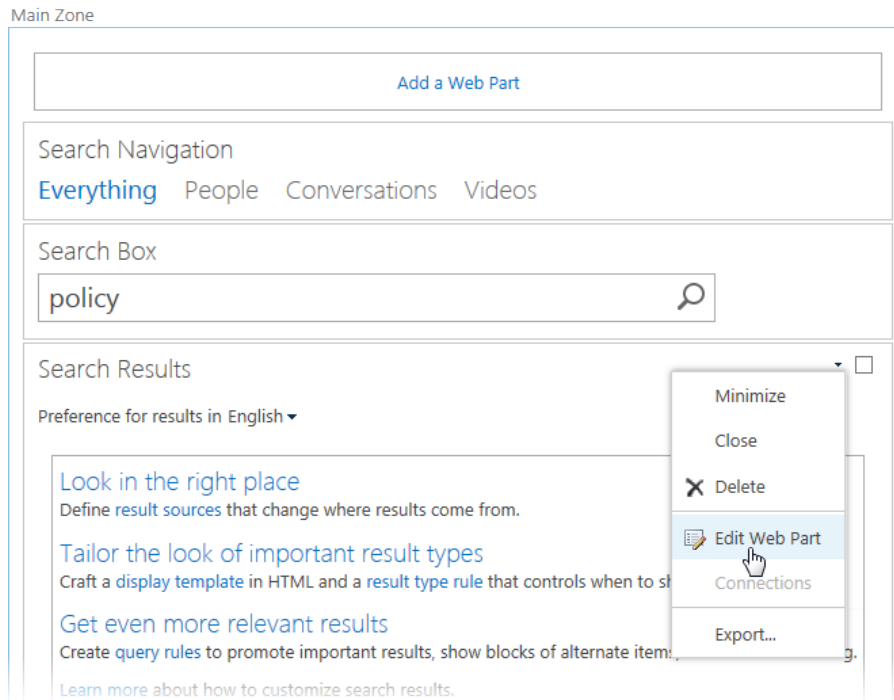 Main Zone
Add a Web Part
Search Navigation
Everything People Conversations Videos
Search Box
policy
Search Results
Preference for results in English
Minimize
Close
Delete
Edit Web Part
Connections
Export...
Look in the right place
Define result sources that change where results come from.
Tailor the look of important result types
Craft a display template in HTML and a result type rule that controls when to
Get even more relevant results
Create query rules to promote important results, show blocks of alternate
Learn more about how to customize search results.